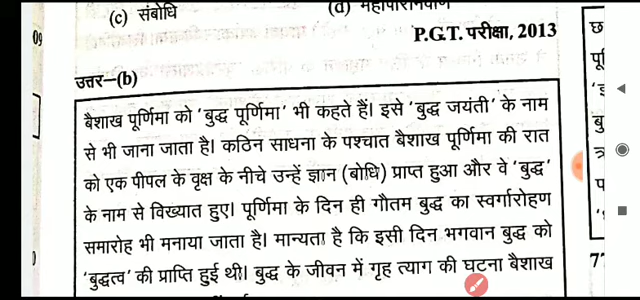 (c) संबोधि (d) महापरिनिर्वाण
P.G.T. परीक्षा, 2013
उत्तर–(b)
बैशाख पूर्णिमा को 'बुद्ध पूर्णिमा' भी कहते हैं। इसे 'बुद्ध जयंती' के नाम
से भी जाना जाता है। कठिन साधना के पश्चात बैशाख पूर्णिमा की रात
को एक पीपल के वृक्ष के नीचे उन्हें ज्ञान (बोधि) प्राप्त हुआ और वे 'बुद्ध'
के नाम से विख्यात हुए। पूर्णिमा के दिन ही गौतम बुद्ध का स्वर्गारोहण
समारोह भी मनाया जाता है। मान्यता है कि इसी दिन भगवान बुद्ध को
'बुद्धत्व' की प्राप्ति हुई थी। बुद्ध के जीवन में गृह त्याग की घटना बैशाख